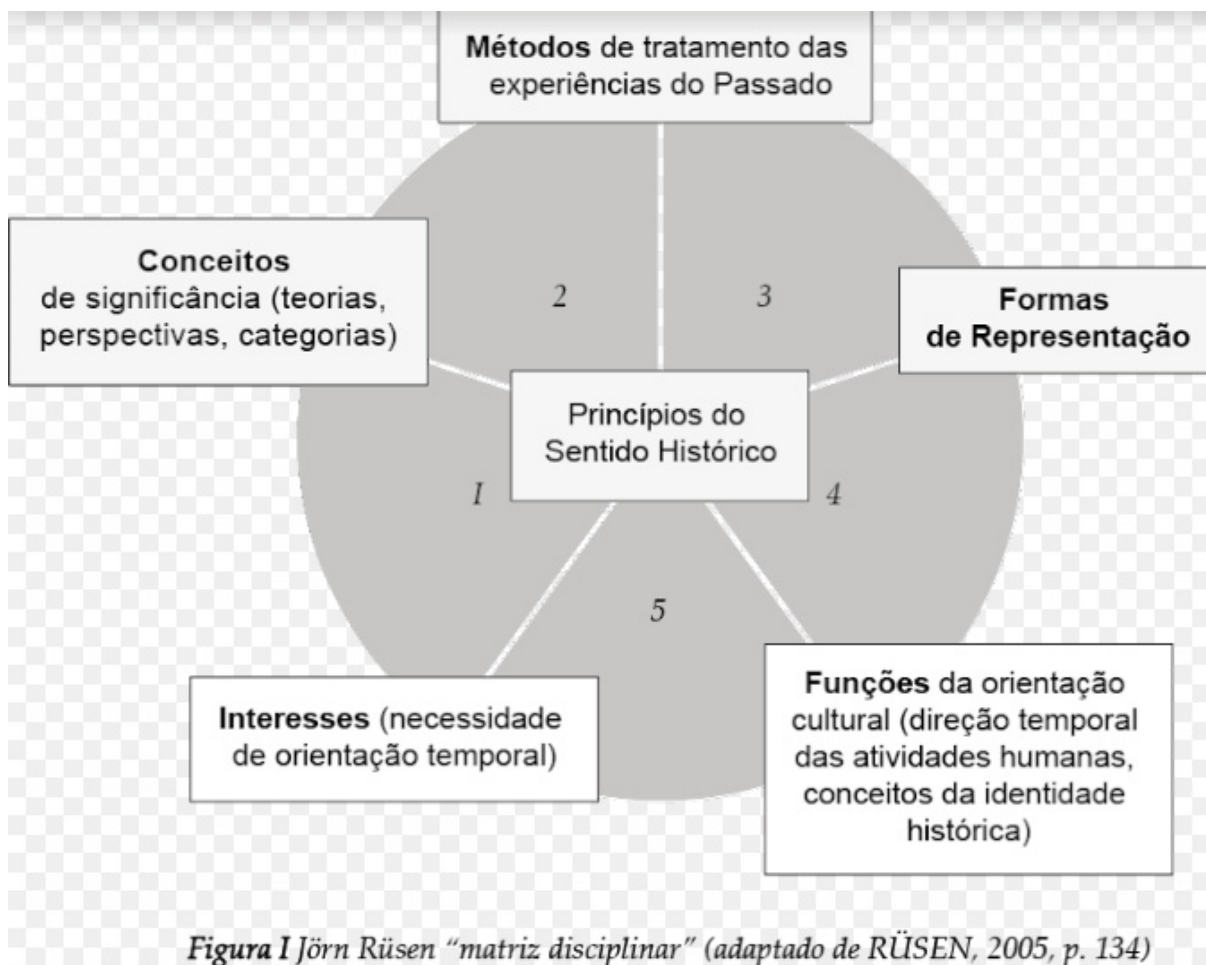 Métodos de tratamento das
experiências do Passado
Conceitos
de significância (teorias,
perspectivas, categorias)
2
3
Formas
de Representação
Princípios do
Sentido Histórico
I
4
5
Interesses (necessidade
de orientação temporal)
Funções da orientação
cultural (direção temporal
das atividades humanas,
conceitos da identidade
histórica)
Figura I Jörn Rüsen “matriz disciplinar” (adaptado de RÜSEN, 2005, p. 134)